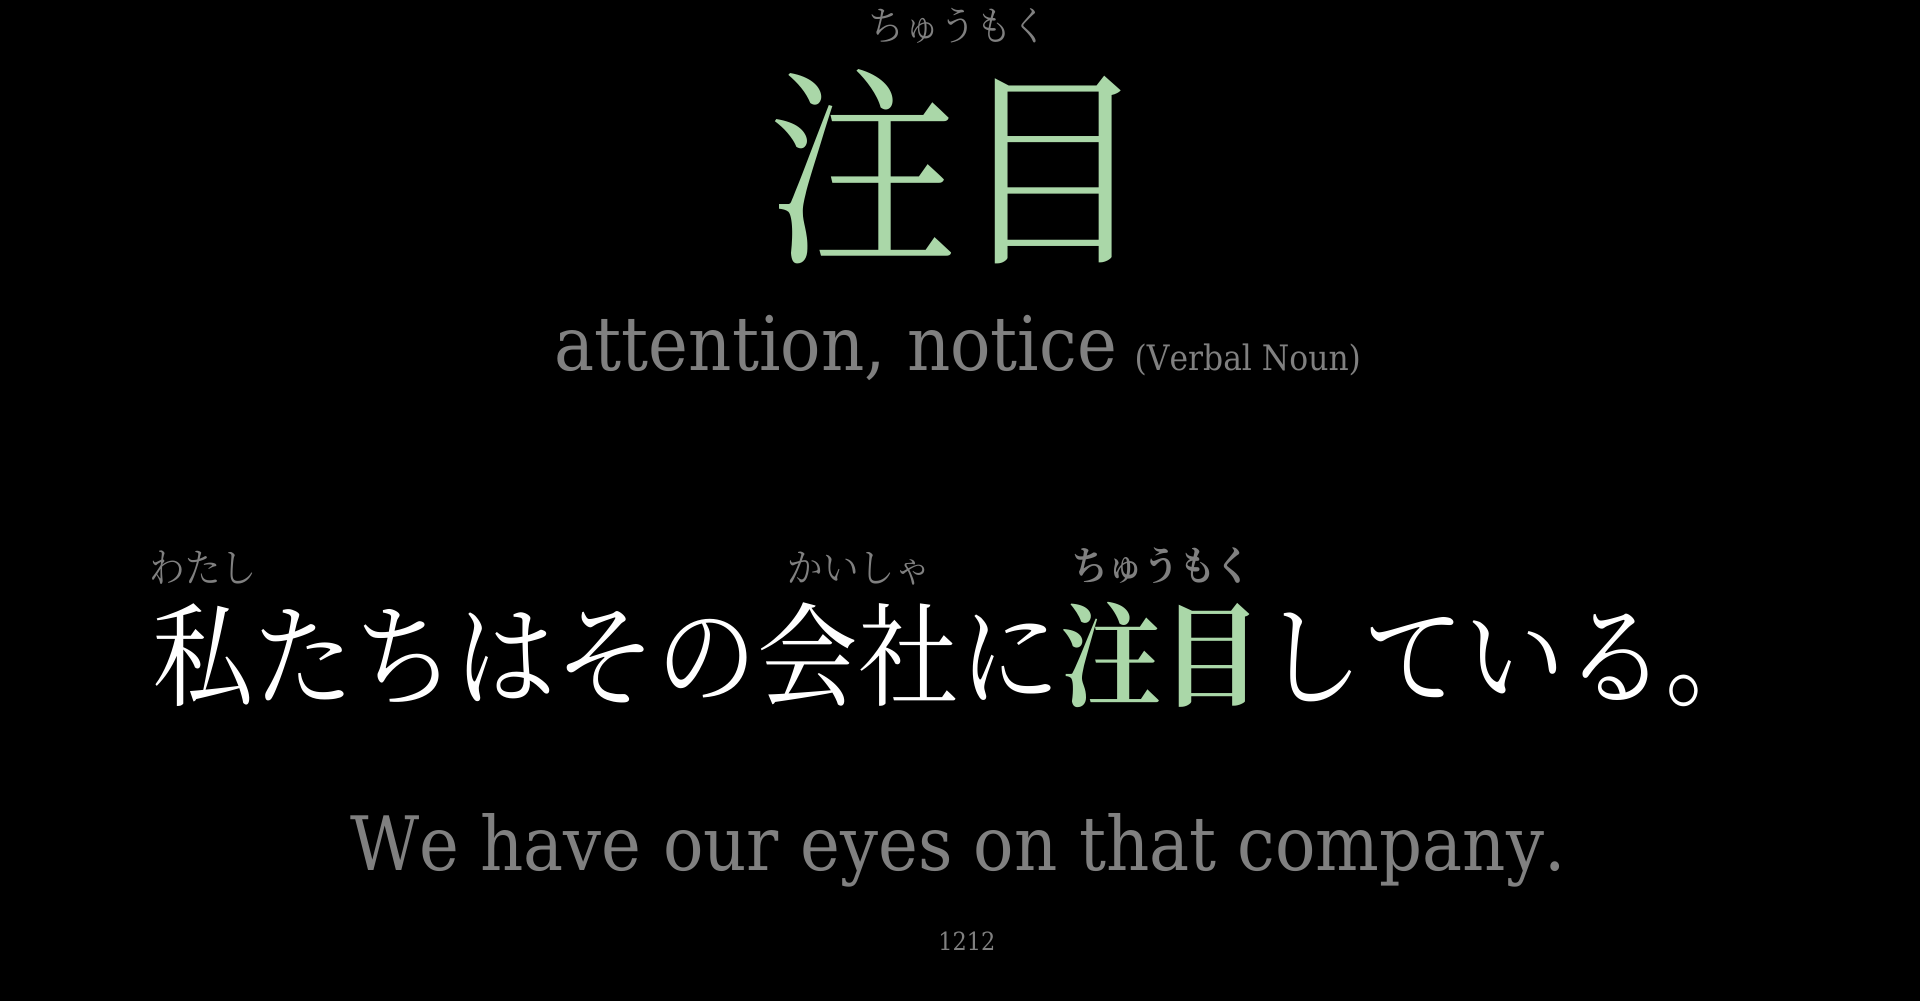 ちゅうもく
注目
attention, notice (Verbal Noun)
わたし かいしゃ ちゅうもく
私たちはその会社に注目している。
We have our eyes on that company.
1212